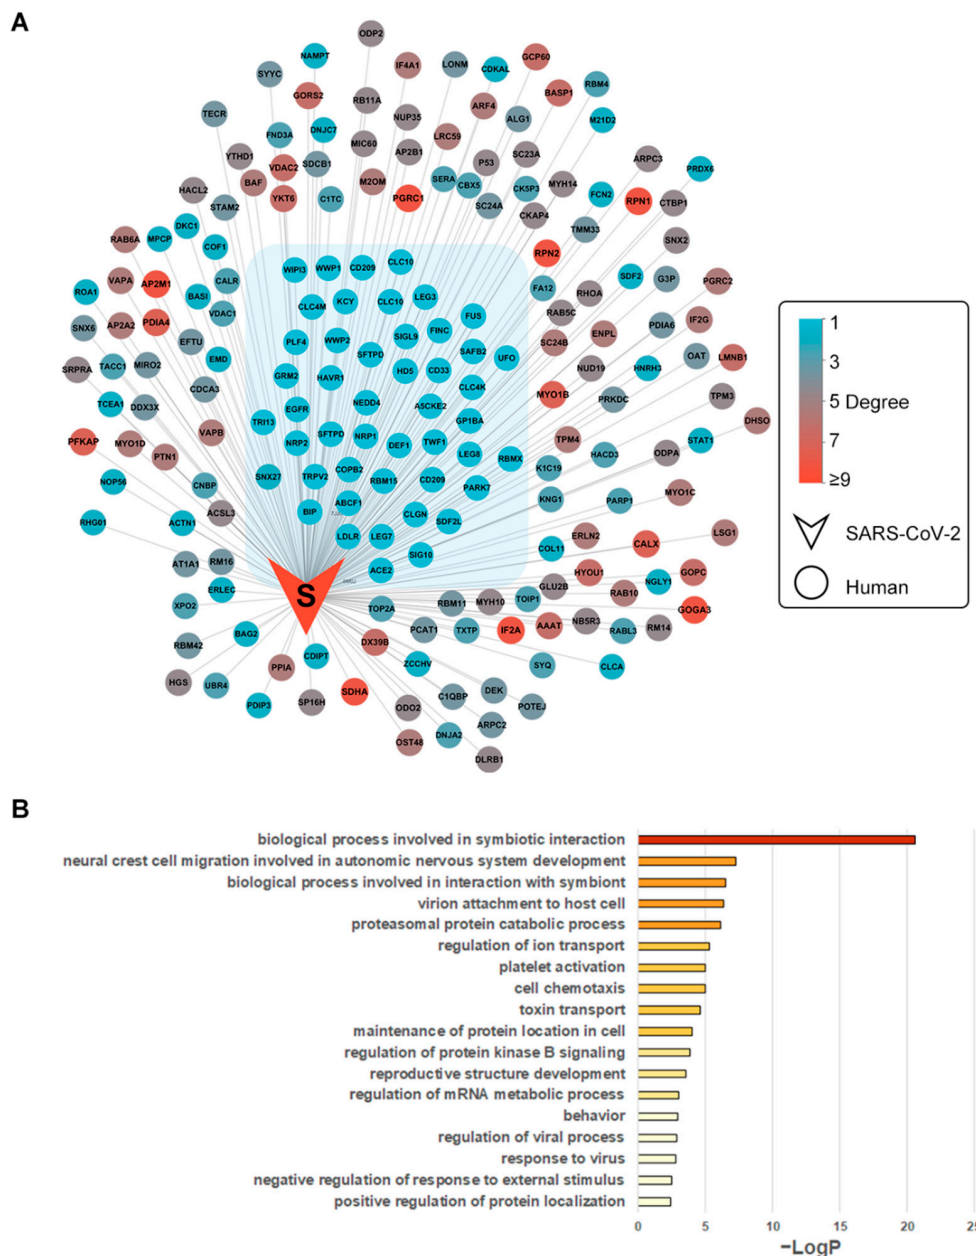 A
ODP2
NAMPT
IF4A1
LONM
GCP60
SYYC
CDKAL
RBM4
GORS2
RB11A
ARF4
BASP1
TECR
NUP35
ALG1
M21D2
FND3A
DNJC7
LRC59
YTHD1
MIC60
AP2B1
SC23A
ARPC3
VDAC2
SDCB1
P53
PRDX6
HACL2
BAF
M2OM
SERA
CBX5
CK5P3
MYH14
FCN2
RPN1
CTBP1
STAM2
YKT6
C1TC
PGRC1
SC24A
CKAP4
TMM33
RAB6A
MPCP
DKC1
COF1
SNX2
RPN2
ROA1
VAPA
AP2M1
BASI
CALR
WIPI3
WWP1
CD209
CLC10
FA12
RHOA
SDF2
G3P
PGRC2
SNX6
AP2A2
PDIA4
VDAC1
CLC4M
KCY
CLC10
LEG3
RAB5C
IF2G
SRPRA
TACC1
MIRO2
EFTU
EMD
PLF4
WWP2
SIGL9
FINC
FUS
SC24B
ENPL
PDIA6
CDCA3
GRM2
HAVR1
SFTPD
HD5
CD33
SAFB2
UFO
NUD19
HNRH3
OAT
LMNB1
TCEA1
DDX3X
EGFR
NEDD4
A5CKE2
CLC4K
MYO1B
PRKDC
TPM3
PFKAP
MYO1D
PTN1
VAPB
TRI13
NRP2
SFTPD
NRP1
DEF1
TWF1
GP1BA
TPM4
DHSO
STAT1
NOP56
CNBP
SNX27
TRPV2
COPB2
RBM15
CD209
LEG8
RBMX
PARK7
K1C19
HACD3
ODPA
RHG01
ACTN1
ACSL3
BIP
ABCF1
CLGN
SDF2L
KNG1
PARP1
MYO1C
LDLR
LEG7
SIG10
ERLN2
LSG1
AT1A1
RM16
ACE2
COL11
CALX
XPO2
ERLEC
S
GLU2B
HYOU1
NGLY1
GOPC
TOP2A
RBM11
MYH10
TOIP1
RAB10
GOGA3
RBM42
BAG2
DX39B
PCAT1
TXTP
IF2A
AAAT
NB5R3
RABL3
RM14
HGS
UBR4
PPIA
CDIPT
ZCCHV
SYQ
CLCA
PDIP3
SP16H
SDHA
ODO2
C1QBP
DEK
POTEJ
OST48
DNJA2
ARPC2
DLRB1
1
3
5 Degree
7
≥9
SARS-CoV-2
Human
B
biological process involved in symbiotic interaction
neural crest cell migration involved in autonomic nervous system development
biological process involved in interaction with symbiont
virion attachment to host cell
proteasomal protein catabolic process
regulation of ion transport
platelet activation
cell chemotaxis
toxin transport
maintenance of protein location in cell
regulation of protein kinase B signaling
reproductive structure development
regulation of mRNA metabolic process
behavior
regulation of viral process
response to virus
negative regulation of response to external stimulus
positive regulation of protein localization
0 5 10 15 20 25
−LogP